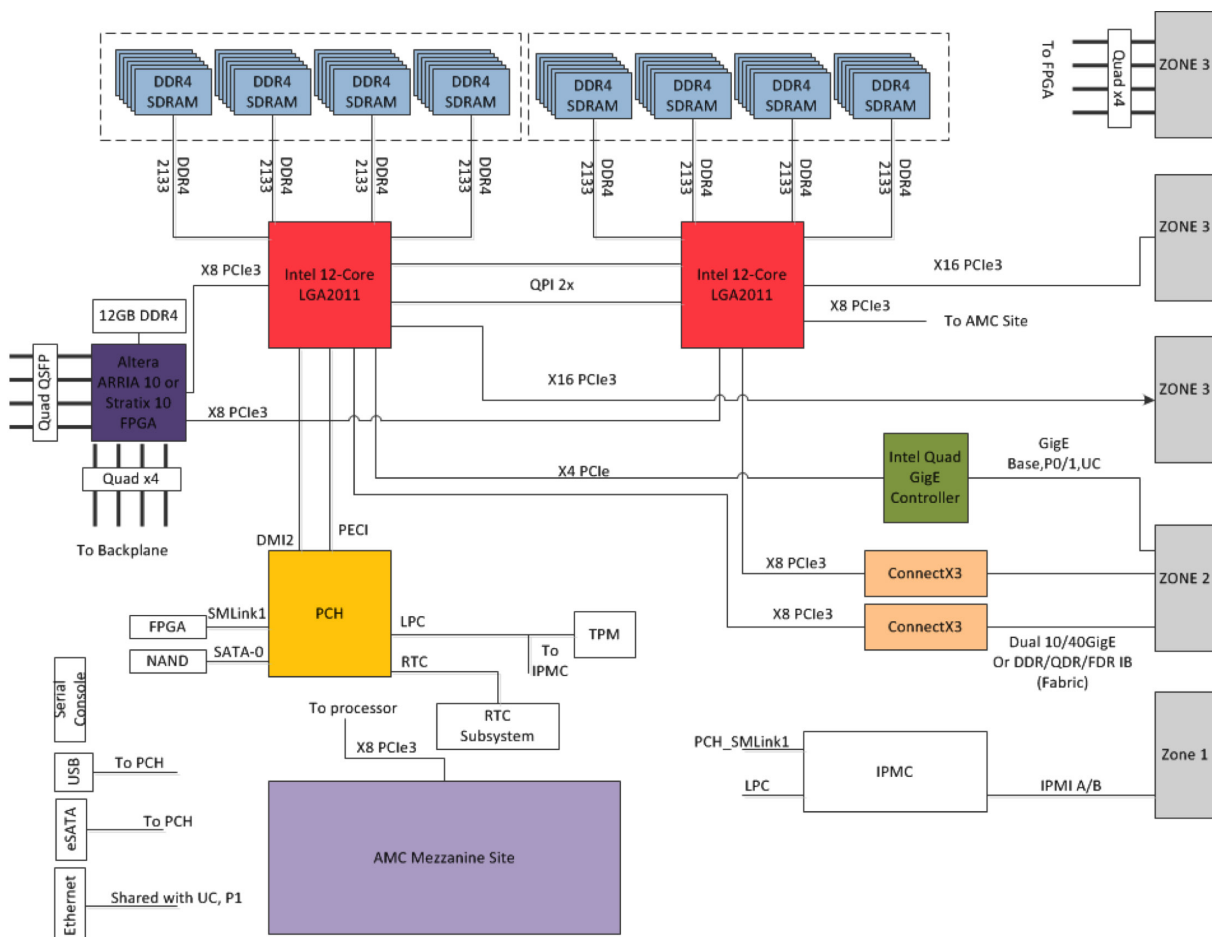 DDR4
SDRAM
DDR4
SDRAM
DDR4
SDRAM
DDR4
SDRAM
DDR4
SDRAM
DDR4
SDRAM
DDR4
SDRAM
DDR4
SDRAM
To FPGA
Quad x4
ZONE 3
DDR4
2133
DDR4
2133
DDR4
2133
DDR4
2133
DDR4
2133
DDR4
2133
DDR4
2133
DDR4
2133
ZONE 3
X8 PCIe3
Intel 12-Core
LGA2011
QPI 2x
Intel 12-Core
LGA2011
X16 PCIe3
X8 PCIe3
To AMC Site
12GB DDR4
Quad QSFP
Altera
ARRIA 10 or
Stratix 10
FPGA
X8 PCIe3
X16 PCIe3
ZONE 3
Quad x4
To Backplane
X4 PCIe
Intel Quad
GigE
Controller
GigE
Base,P0/1,UC
DMI2
PECI
X8 PCIe3
ConnectX3
ZONE 2
X8 PCIe3
ConnectX3
Dual 10/40GigE
Or DDR/QDR/FDR IB
(Fabric)
PCH
SMLink1
FPGA
SATA-0
NAND
LPC
TPM
To
IPMC
RTC
RTC
Subsystem
Serial
Console
To processor
X8 PCIe3
PCH_SMLink1
LPC
IPMC
IPMI A/B
Zone 1
USB
To PCH
eSATA
To PCH
AMC Mezzanine Site
Ethernet
Shared with UC, P1